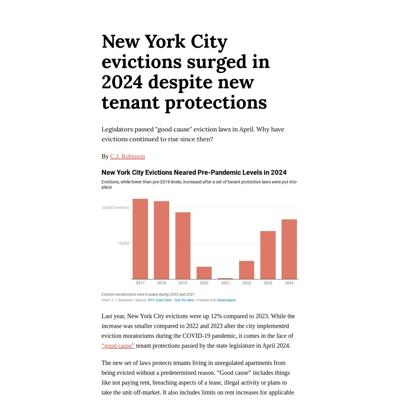 New York City
evictions surged in
2024 despite new
tenant protections
Legislators passed "good cause" eviction laws in April. Why have
evictions continued to rise since then?
By C.J. Robinson
New York City Evictions Neared Pre-Pandemic Levels in 2024
Evictions, while lower than pre-2019 levels, increased after a set of tenant protection laws were put into
place
20,000 evictions
10,000
2017 2018 2019 2020 2021 2022 2023 2024
Eviction moratoriums were in place during 2020 and 2021.
Chart: C.J. Robinson • Source: NYC Open Data • Get the data • Created with Datawrapper
Last year, New York City evictions were up 12% compared to 2023. While the
increase was smaller compared to 2022 and 2023 after the city implemented
eviction moratoriums during the COVID-19 pandemic, it comes in the face of
"good cause" tenant protections passed by the state legislature in April 2024.
The new set of laws protects tenants living in unregulated apartments from
being evicted without a predetermined reason. "Good cause" includes things
like not paying rent, breaching aspects of a lease, illegal activity or plans to
take the unit off-market. It also includes limits on rent increases for applicable